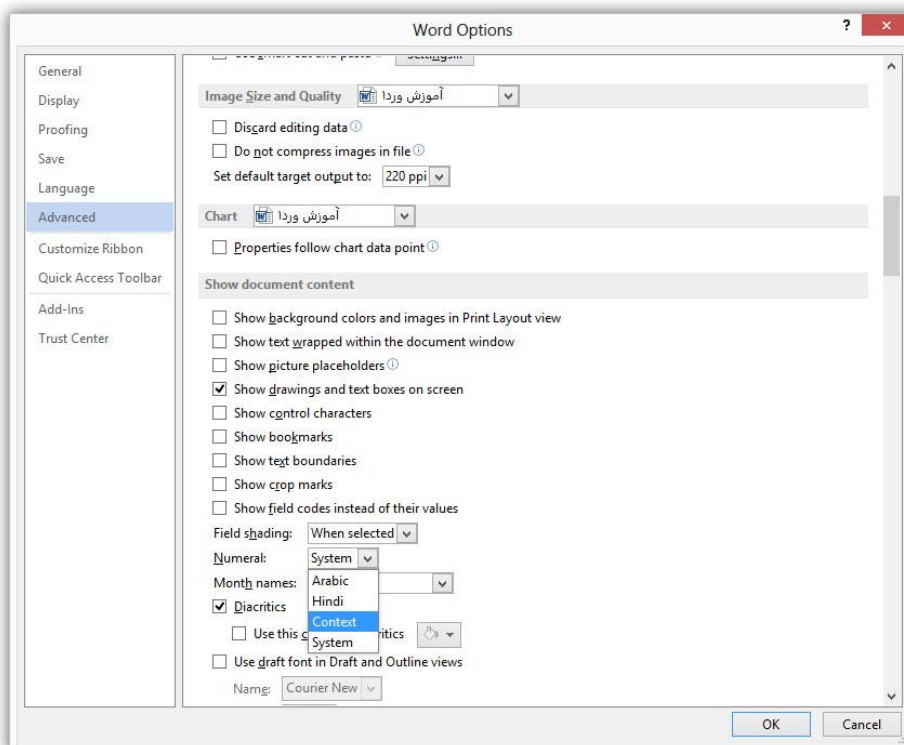 Word Options
?
General
Display
Proofing
Save
Language
Advanced
Customize Ribbon
Quick Access Toolbar
Add-Ins
Trust Center
Image Size and Quality آموزش ورد۱
Discard editing data
Do not compress images in file
Set default target output to: 220 ppi
Chart آموزش ورد۱
Properties follow chart data point
Show document content
Show background colors and images in Print Layout view
Show text wrapped within the document window
Show picture placeholders
Show drawings and text boxes on screen
Show control characters
Show bookmarks
Show text boundaries
Show crop marks
Show field codes instead of their values
Field shading: When selected
Numeral: System
Arabic
Month names:
Hindi
Diacritics
Context
Use this
System
Use draft font in Draft and Outline views
Name: Courier New
OK
Cancel